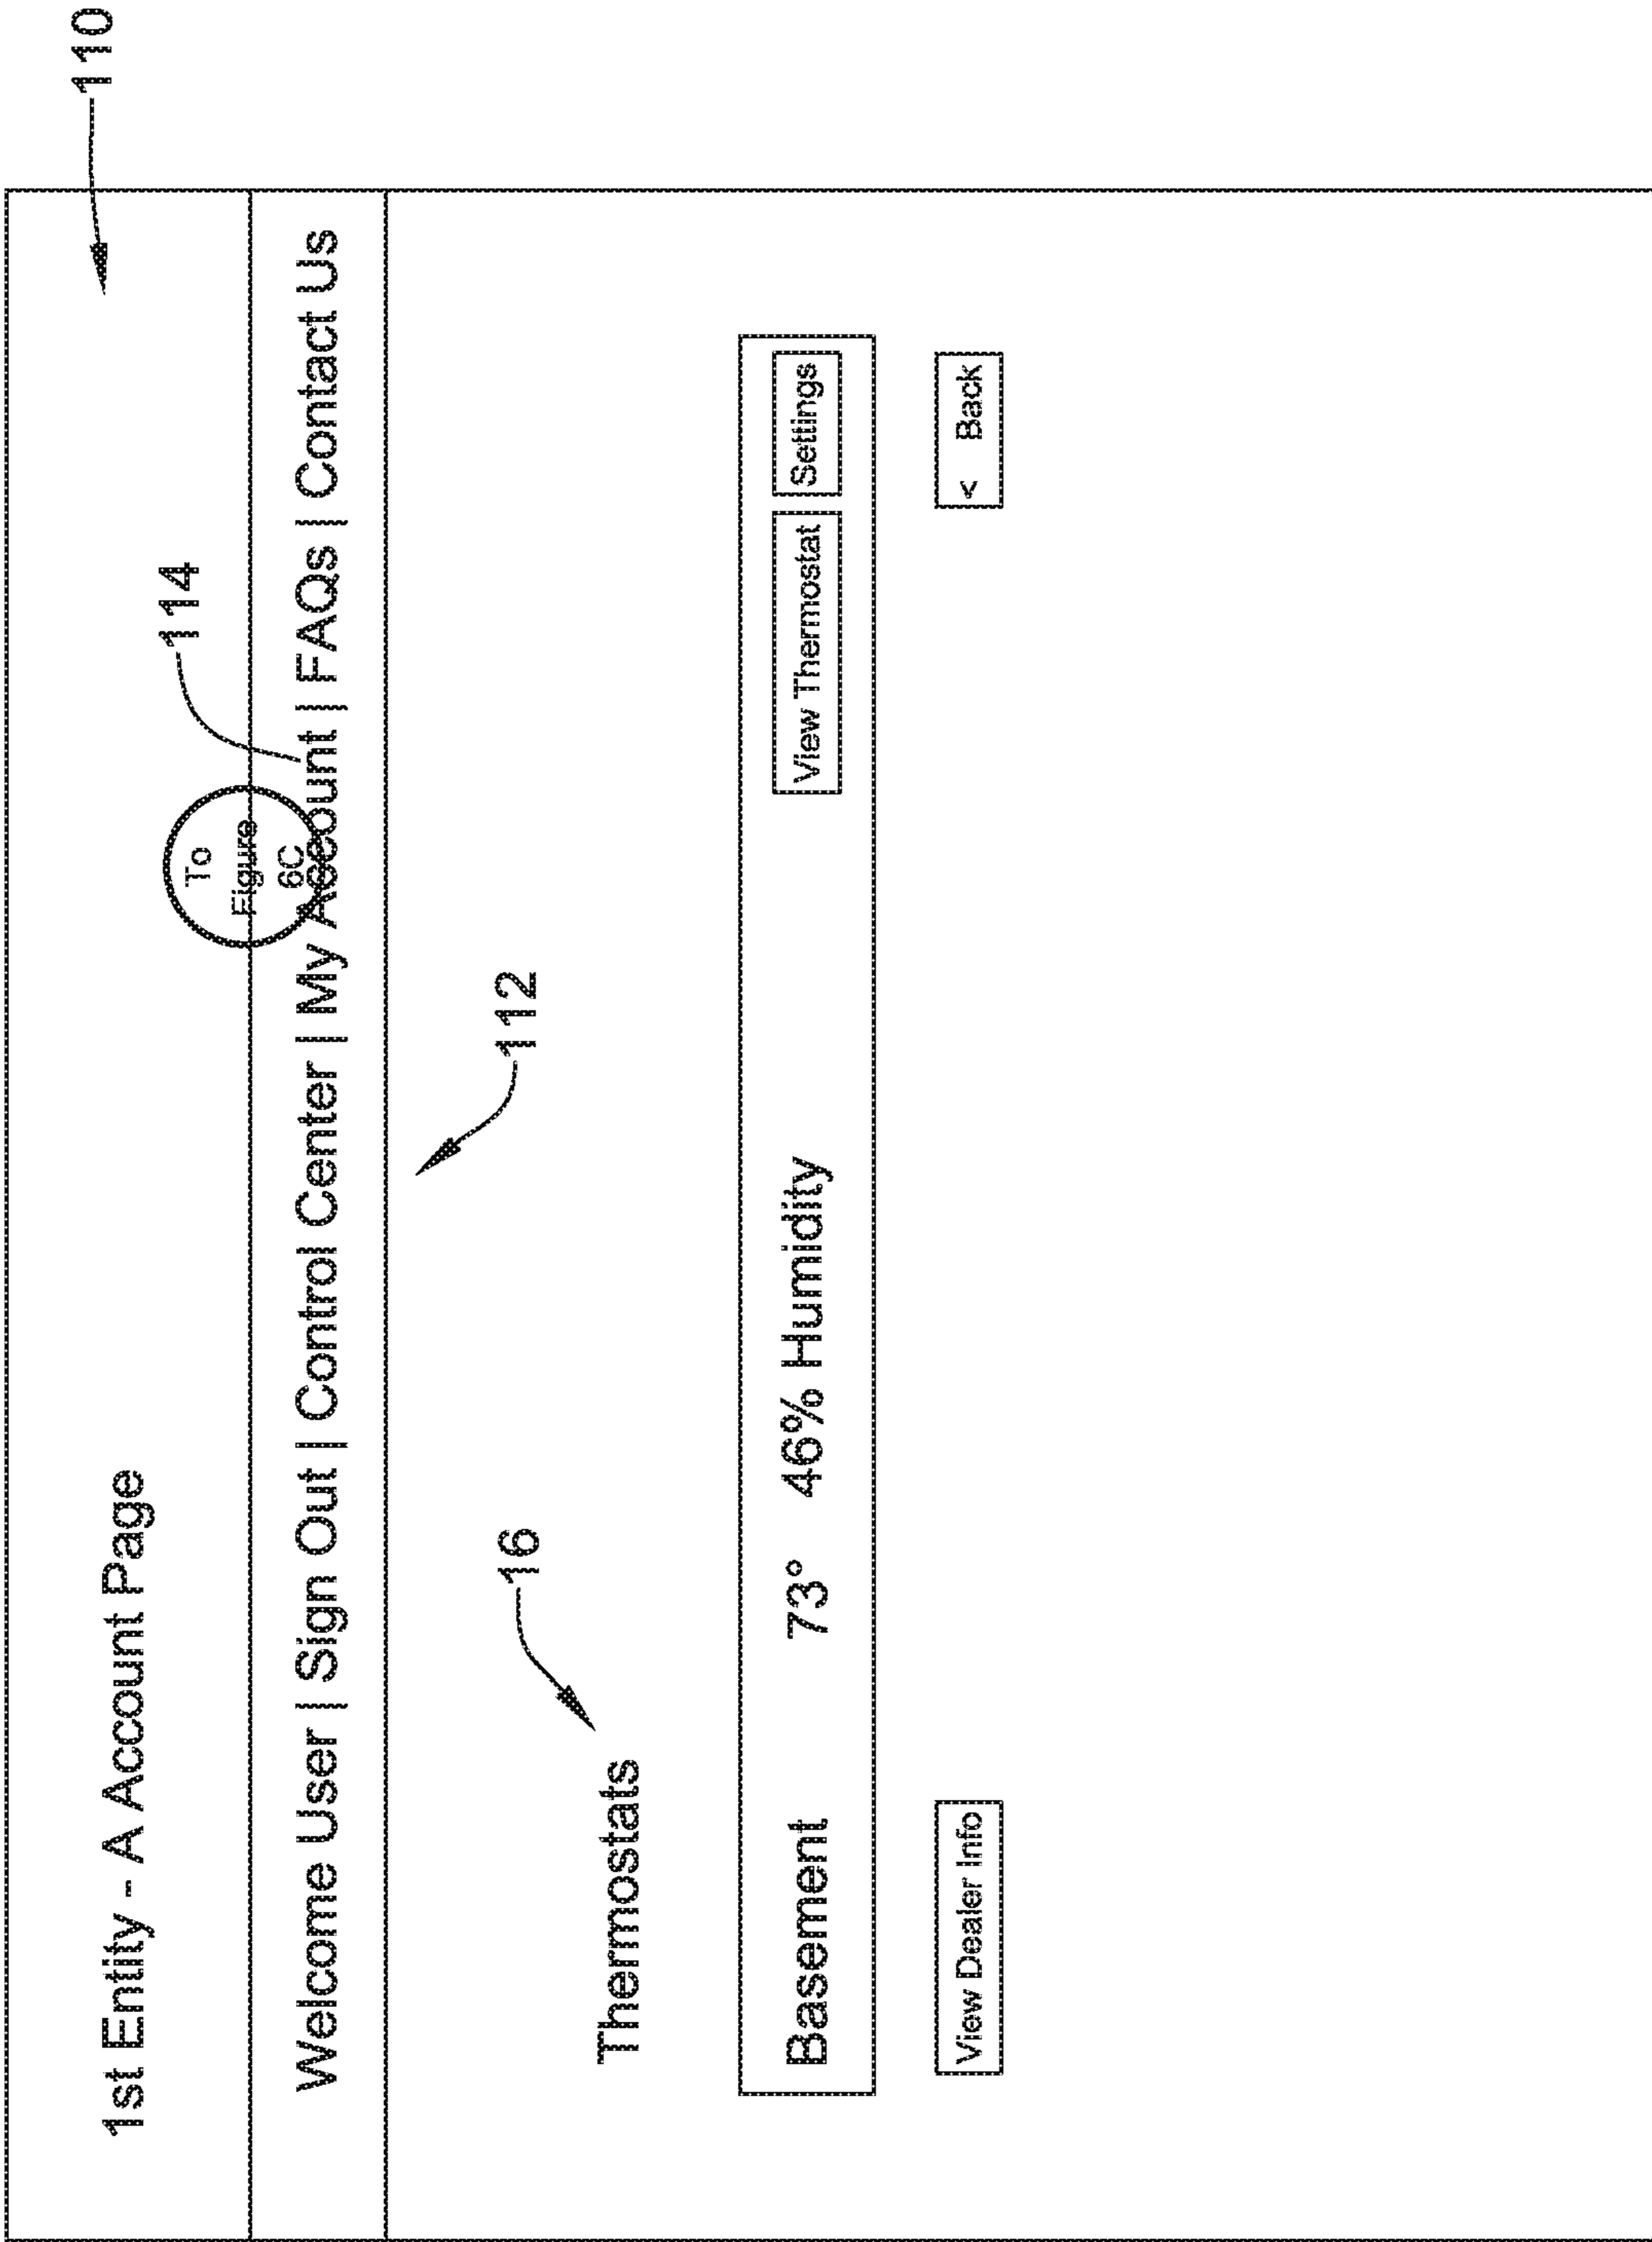 110
1st Entity - A Account Page
114
To
Figure
6C
Welcome User | Sign Out | Control Center | My Account | FAQs | Contact Us
112
16
Thermostats
Basement 73° 46% Humidity View Thermostat Settings
View Dealer Info < Back